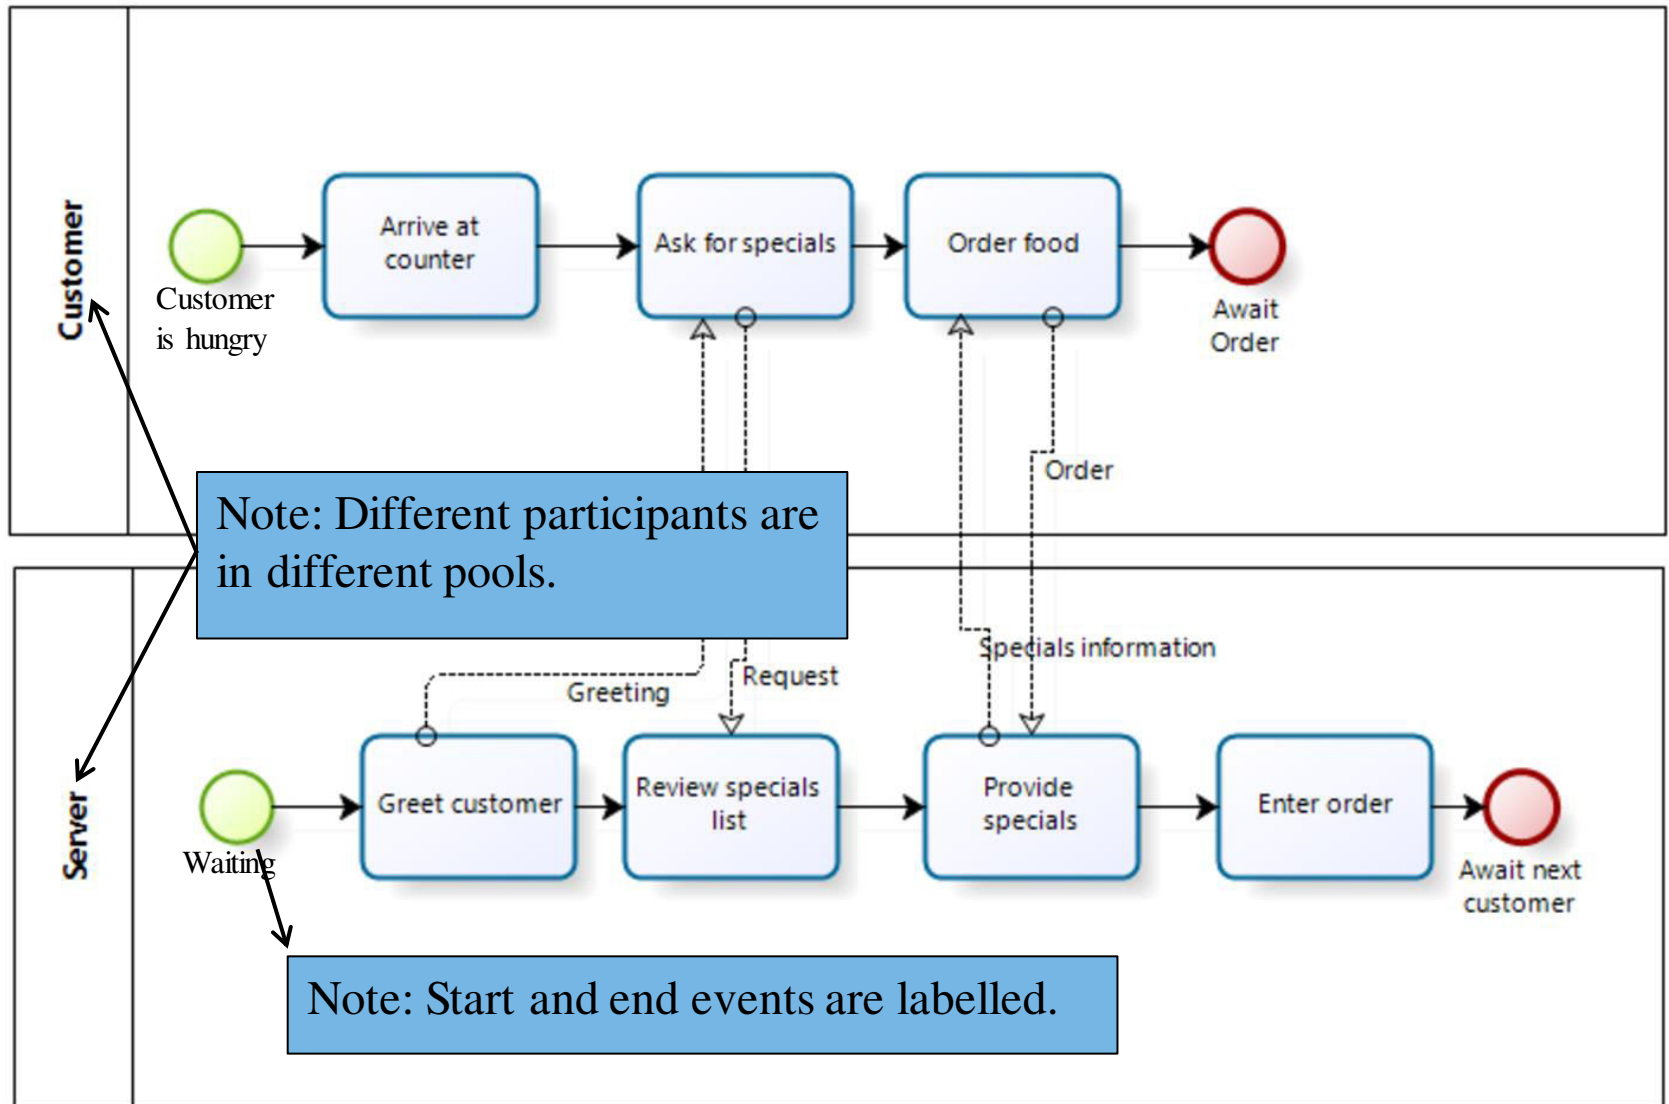 Customer
Customer
is hungry
Arrive at
counter
Ask for specials
Order food
Await
Order
Order
Note: Different participants are
in different pools.
Greeting
Request
Specials information
Server
Waiting
Greet customer
Review specials
list
Provide
specials
Enter order
Await next
customer
Note: Start and end events are labelled.